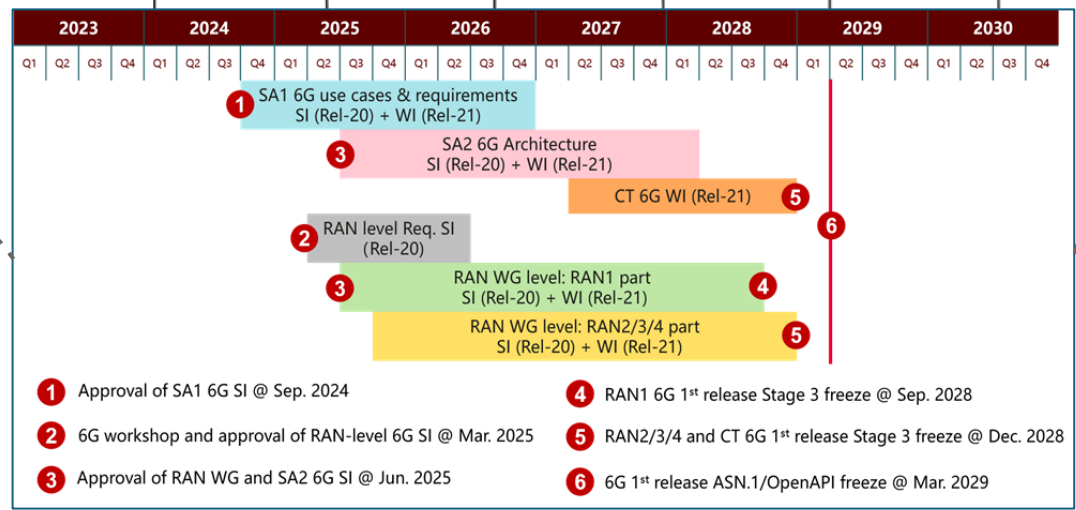 2023 2024 2025 2026 2027 2028 2029 2030
Q1 Q2 Q3 Q4 Q1 Q2 Q3 Q4 Q1 Q2 Q3 Q4 Q1 Q2 Q3 Q4 Q1 Q2 Q3 Q4 Q1 Q2 Q3 Q4 Q1 Q2 Q3 Q4 Q1 Q2 Q3 Q4
1 SA1 6G use cases & requirements
SI (Rel-20) + WI (Rel-21)
3 SA2 6G Architecture
SI (Rel-20) + WI (Rel-21)
CT 6G WI (Rel-21) 5
6
2 RAN level Req. SI
(Rel-20)
3 RAN WG level: RAN1 part 4
SI (Rel-20) + WI (Rel-21)
RAN WG level: RAN2/3/4 part 5
SI (Rel-20) + WI (Rel-21)
1 Approval of SA1 6G SI @ Sep. 2024
2 6G workshop and approval of RAN-level 6G SI @ Mar. 2025
3 Approval of RAN WG and SA2 6G SI @ Jun. 2025
4 RAN1 6G 1st release Stage 3 freeze @ Sep. 2028
5 RAN2/3/4 and CT 6G 1st release Stage 3 freeze @ Dec. 2028
6 6G 1st release ASN.1/OpenAPI freeze @ Mar. 2029